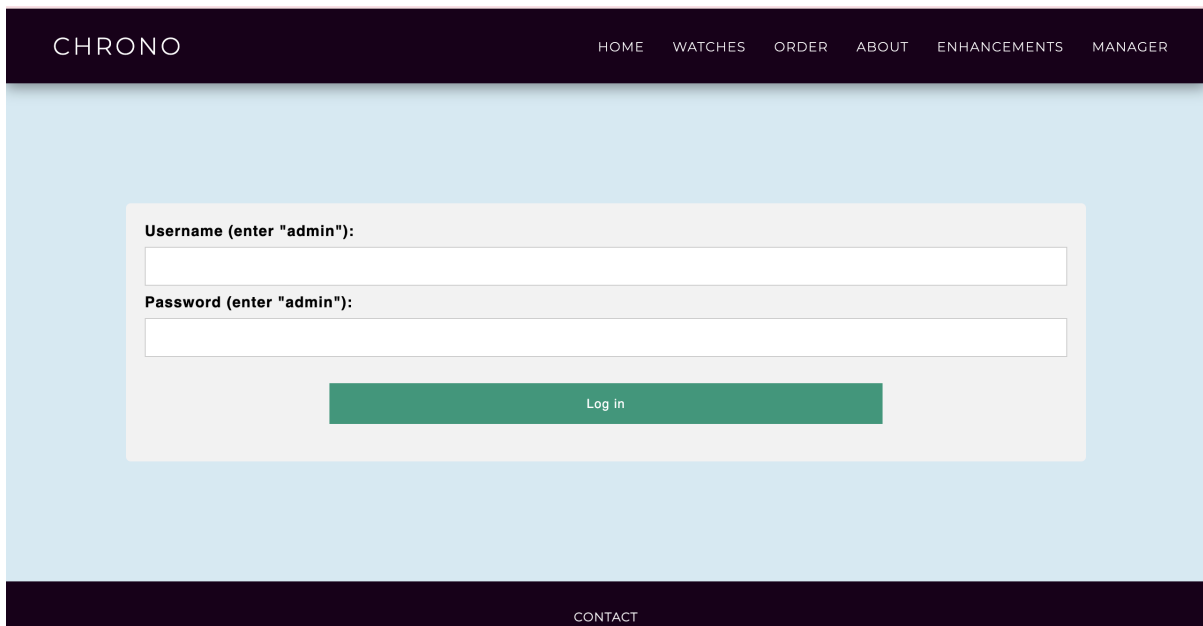 CHRONO HOME WATCHES ORDER ABOUT ENHANCEMENTS MANAGER
Username (enter "admin"):
Password (enter "admin"):
Log in
CONTACT